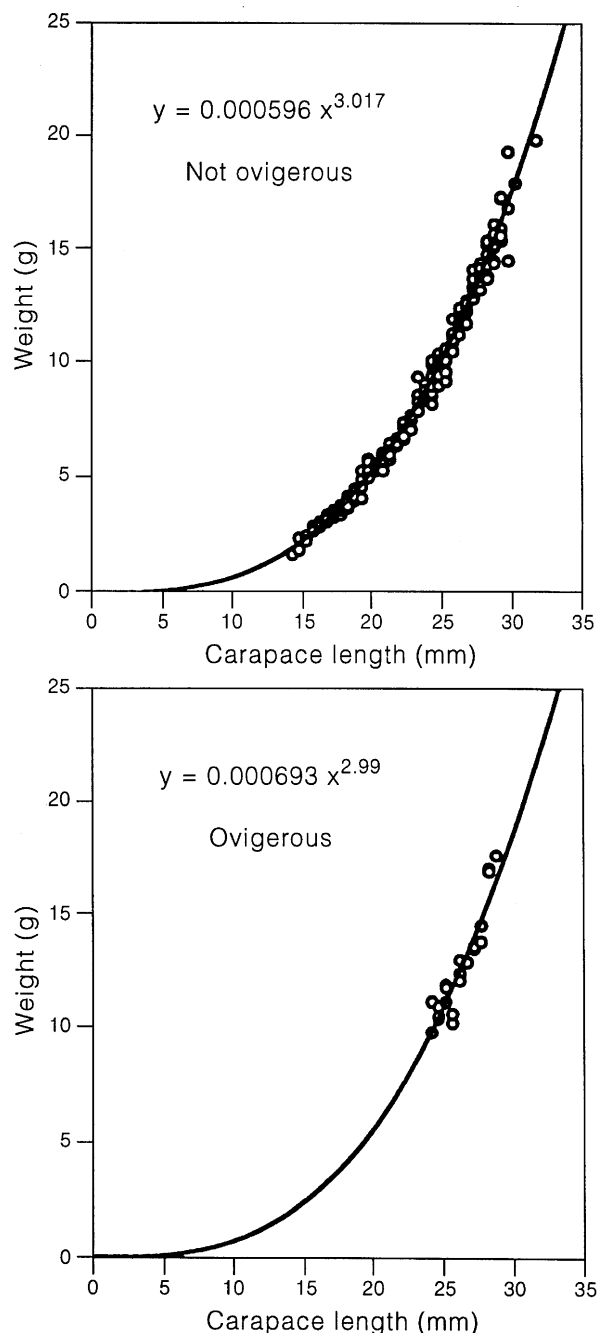 25
y = 0.000596 x^3.017
20
Not ovigerous
15
Weight (g)
10
5
0
0 5 10 15 20 25 30 35
Carapace length (mm)
25
y = 0.000693 x^2.99
20
Ovigerous
15
Weight (g)
10
5
0
0 5 10 15 20 25 30 35
Carapace length (mm)